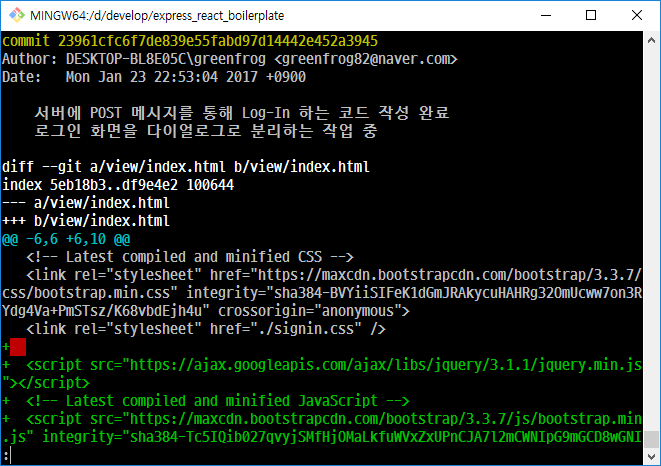 MINGW64:/d/develop/express_react_boilerplate
commit 23961cfc6f7de839e55fabd97d14442e452a3945
Author: DESKTOP-BL8E05C\greenfrog <greenfrog82@naver.com>
Date:   Mon Jan 23 22:53:04 2017 +0900
서버에 POST 메시지를 통해 Log-In 하는 코드 작성 완료
로그인 화면을 다이얼로그로 분리하는 작업 중
diff --git a/view/index.html b/view/index.html
index 5eb18b3..df9e4e2 100644
--- a/view/index.html
+++ b/view/index.html
@@ -6,6 +6,10 @@
<!-- Latest compiled and minified CSS -->
<link rel="stylesheet" href="https://maxcdn.bootstrapcdn.com/bootstrap/3.3.7/
css/bootstrap.min.css" integrity="sha384-BVYiiSIFeK1dGmJRAkycuHAHRg32OmUcww7on3R
Ydg4Va+PmSTsz/K68vbdEjh4u" crossorigin="anonymous">
<link rel="stylesheet" href="./signin.css" />
+
+  <script src="https://ajax.googleapis.com/ajax/libs/jquery/3.1.1/jquery.min.js
"></script>
+  <!-- Latest compiled and minified JavaScript -->
+  <script src="https://maxcdn.bootstrapcdn.com/bootstrap/3.3.7/js/bootstrap.min
.js" integrity="sha384-Tc5IQib027qvyjSMfHjOMaLkfuWVxZxUPnCJA7l2mCWNIpG9mGCD8wGNI
: